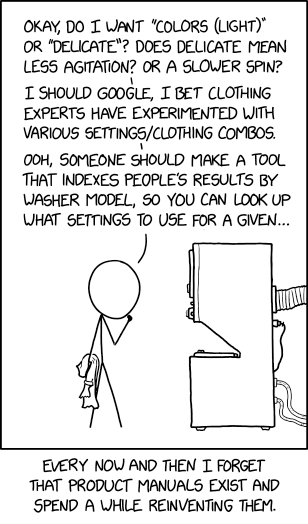 OKAY, DO I WANT "COLORS (LIGHT)"
OR "DELICATE"? DOES DELICATE MEAN
LESS AGITATION? OR A SLOWER SPIN?
I SHOULD GOOGLE, I BET CLOTHING
EXPERTS HAVE EXPERIMENTED WITH
VARIOUS SETTINGS/CLOTHING COMBOS.
OOH, SOMEONE SHOULD MAKE A TOOL
THAT INDEXES PEOPLE'S RESULTS BY
WASHER MODEL, SO YOU CAN LOOK UP
WHAT SETTINGS TO USE FOR A GIVEN...
EVERY NOW AND THEN I FORGET
THAT PRODUCT MANUALS EXIST AND
SPEND A WHILE REINVENTING THEM.